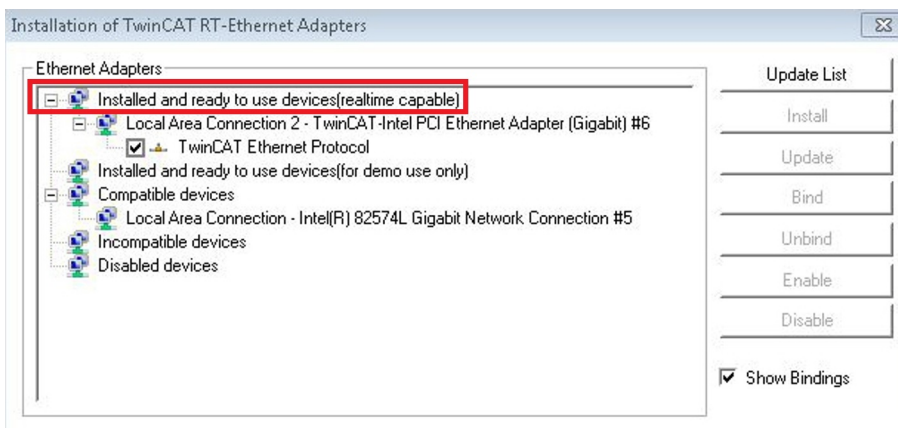 Installation of TwinCAT RT-Ethernet Adapters
Ethernet Adapters
Installed and ready to use devices(realtime capable)
Local Area Connection 2 - TwinCAT-Intel PCI Ethernet Adapter (Gigabit) #6
TwinCAT Ethernet Protocol
Installed and ready to use devices(for demo use only)
Compatible devices
Local Area Connection - Intel(R) 82574L Gigabit Network Connection #5
Incompatible devices
Disabled devices
Update List
Install
Update
Bind
Unbind
Enable
Disable
Show Bindings